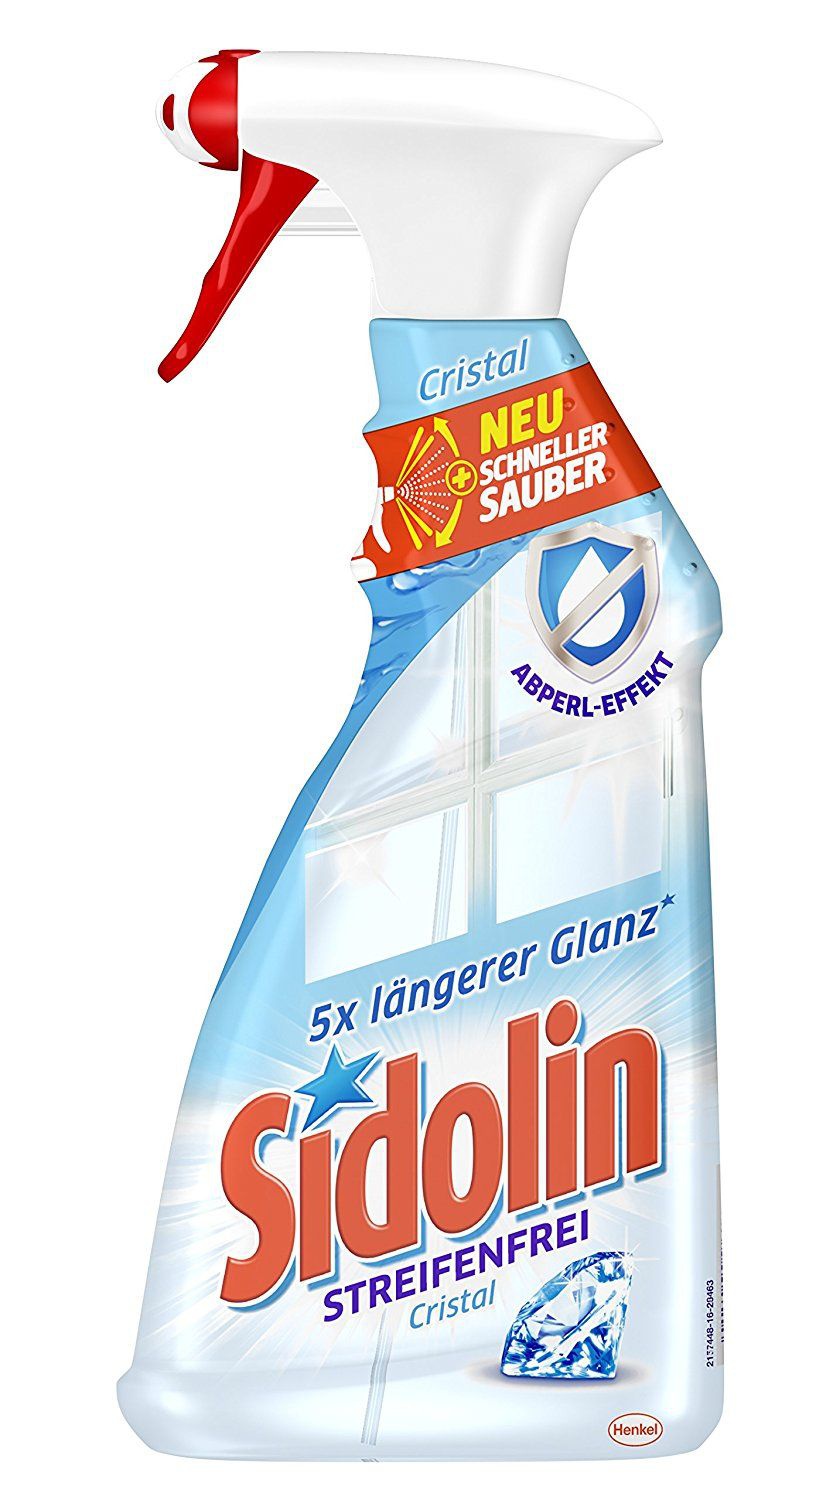 Cristal
NEU
SCHNELLER
SAUBER
ABPERL-EFFEKT
5x längerer Glanz*
Sidolin
STREIFENFREI
Cristal
Henkel